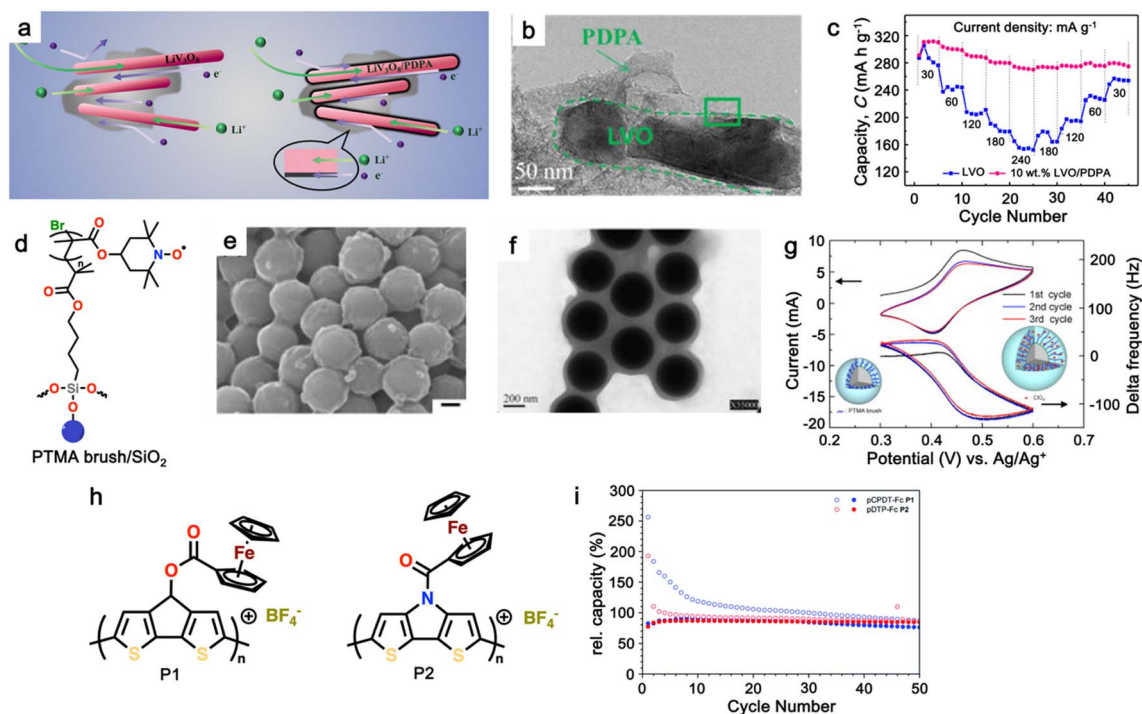 a
LiV₃O₈
e⁻
Li⁺
LiV₃O₈/PDPA
e⁻
Li⁺
Li⁺
e⁻
b
PDPA
LVO
50 nm
c
Current density: mA g⁻¹
Capacity, C (mA h g⁻¹)
320
280
240
200
160
120
30
60
120
180
240
180
120
60
30
LVO
10 wt.% LVO/PDPA
0
10
20
30
40
Cycle Number
d
Br
n
O
O
N-O•
O
O
Si
O
O
O
PTMA brush/SiO₂
e
f
200 nm
X55000
g
Current (mA)
10
5
0
-5
-10
-15
-20
1st cycle
2nd cycle
3rd cycle
: PTMA brush
: ClO₄⁻
Delta frequency (Hz)
200
100
0
-100
0.2
0.3
0.4
0.5
0.6
0.7
Potential (V) vs. Ag/Ag⁺
h
O
O
Fe
S
S
n
⊕
BF₄⁻
P1
O
N
Fe
S
S
n
⊕
BF₄⁻
P2
i
rel. capacity (%)
300
250
200
150
100
50
0
pCPDT-Fc P1
pDTP-Fc P2
0
10
20
30
40
50
Cycle Number